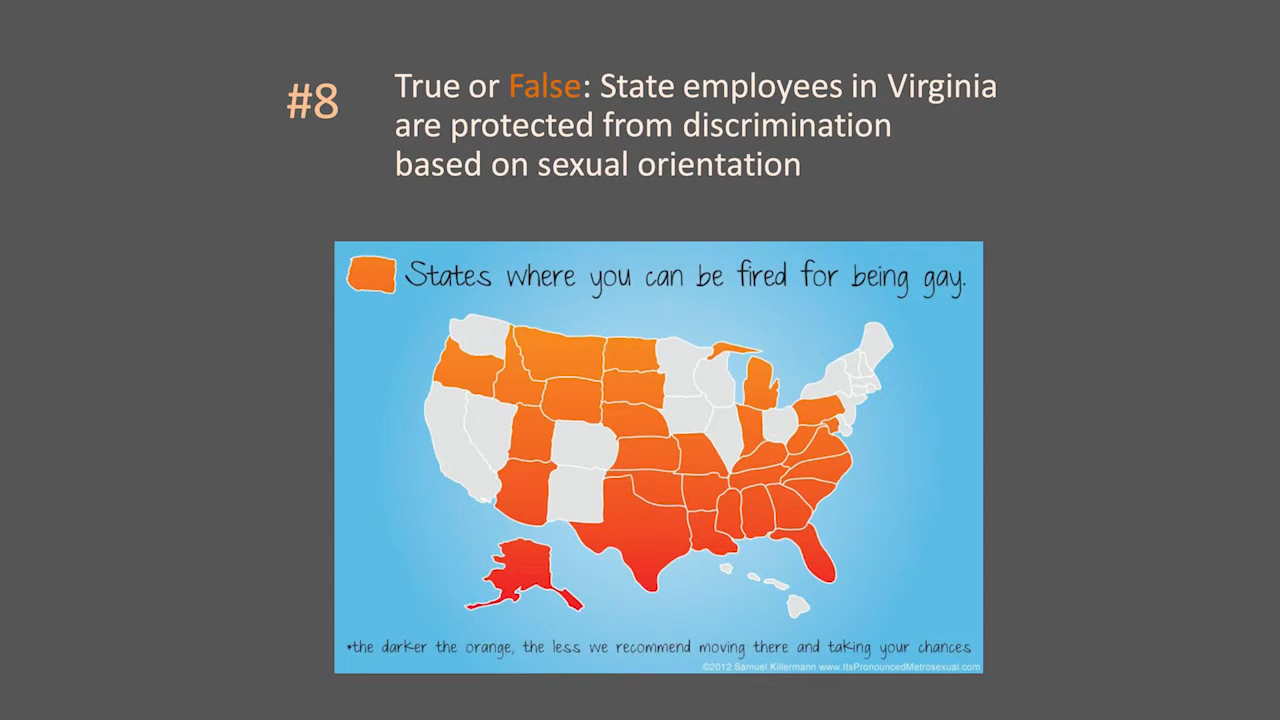 #8
True or False: State employees in Virginia
are protected from discrimination
based on sexual orientation
States where you can be fired for being gay.
*the darker the orange, the less we recommend moving there and taking your chances
©2012 Samuel Killermann www.ItsPronouncedMetrosexual.com